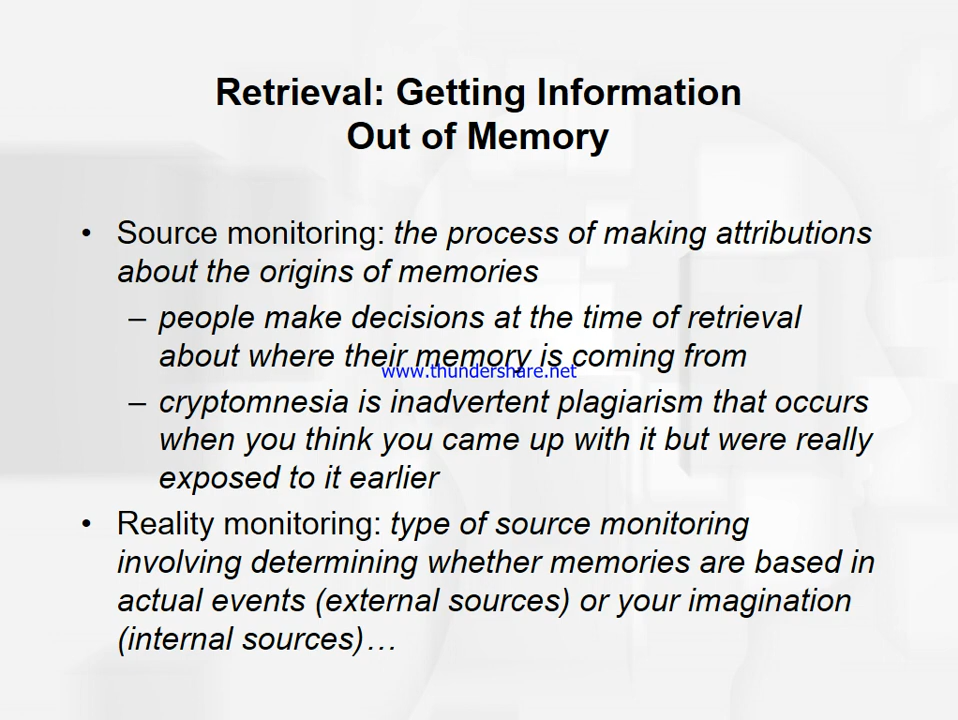 Retrieval: Getting Information
Out of Memory
• Source monitoring: the process of making attributions
about the origins of memories
– people make decisions at the time of retrieval
about where their memory is coming from
www.thundershare.net
– cryptomnesia is inadvertent plagiarism that occurs
when you think you came up with it but were really
exposed to it earlier
• Reality monitoring: type of source monitoring
involving determining whether memories are based in
actual events (external sources) or your imagination
(internal sources)…